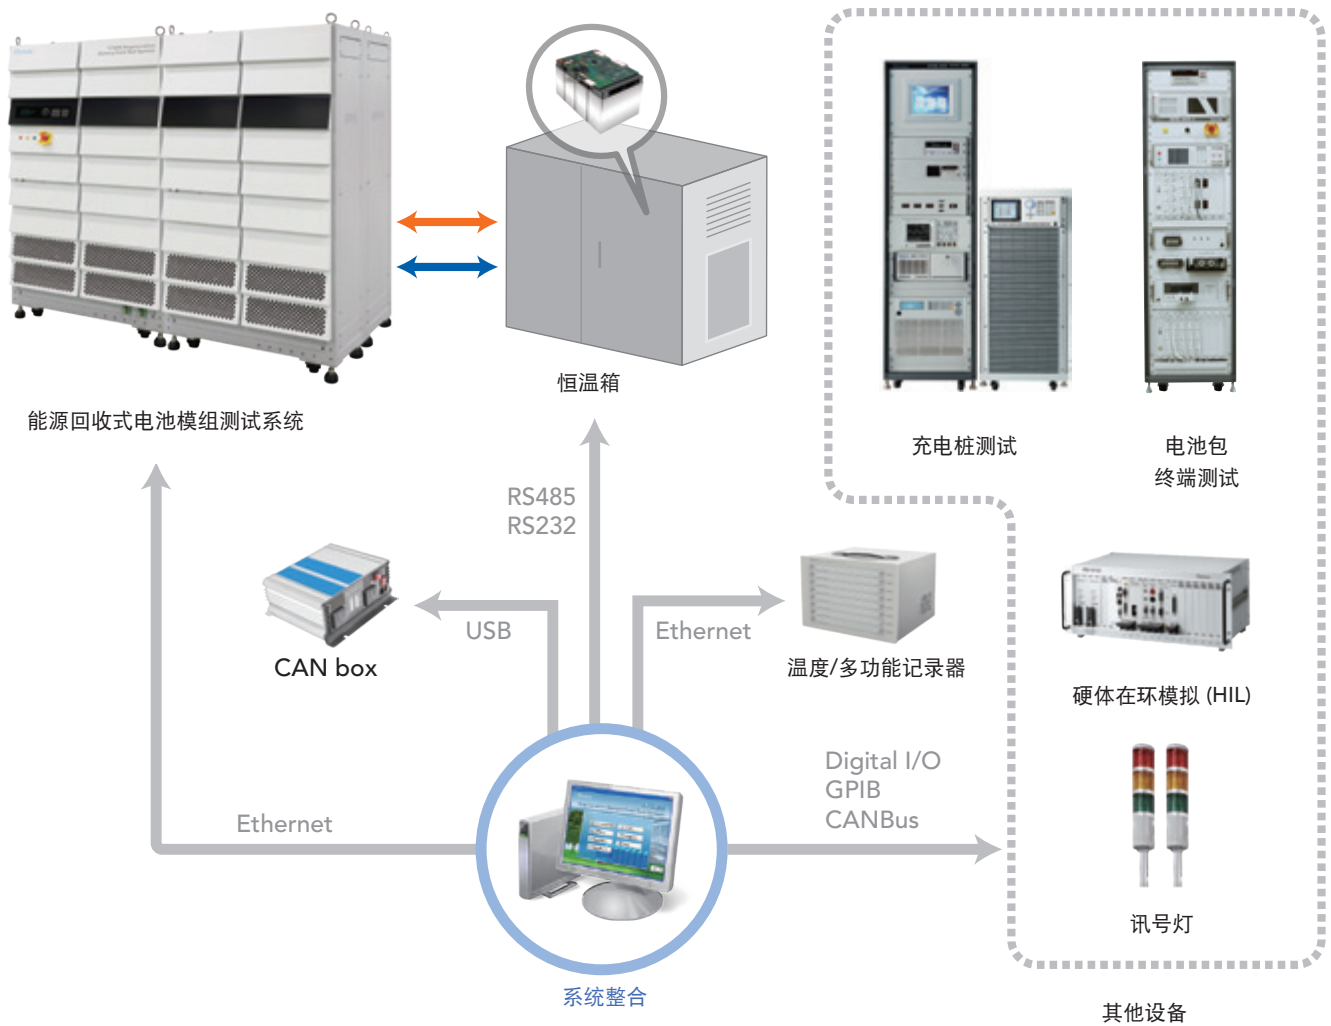 能源回收式电池模组测试系统
恒温箱
充电桩测试
电池包
终端测试
RS485
RS232
USB
Ethernet
CAN box
温度/多功能记录器
硬体在环模拟 (HIL)
Digital I/O
GPIB
CANBus
Ethernet
讯号灯
系统整合
其他设备